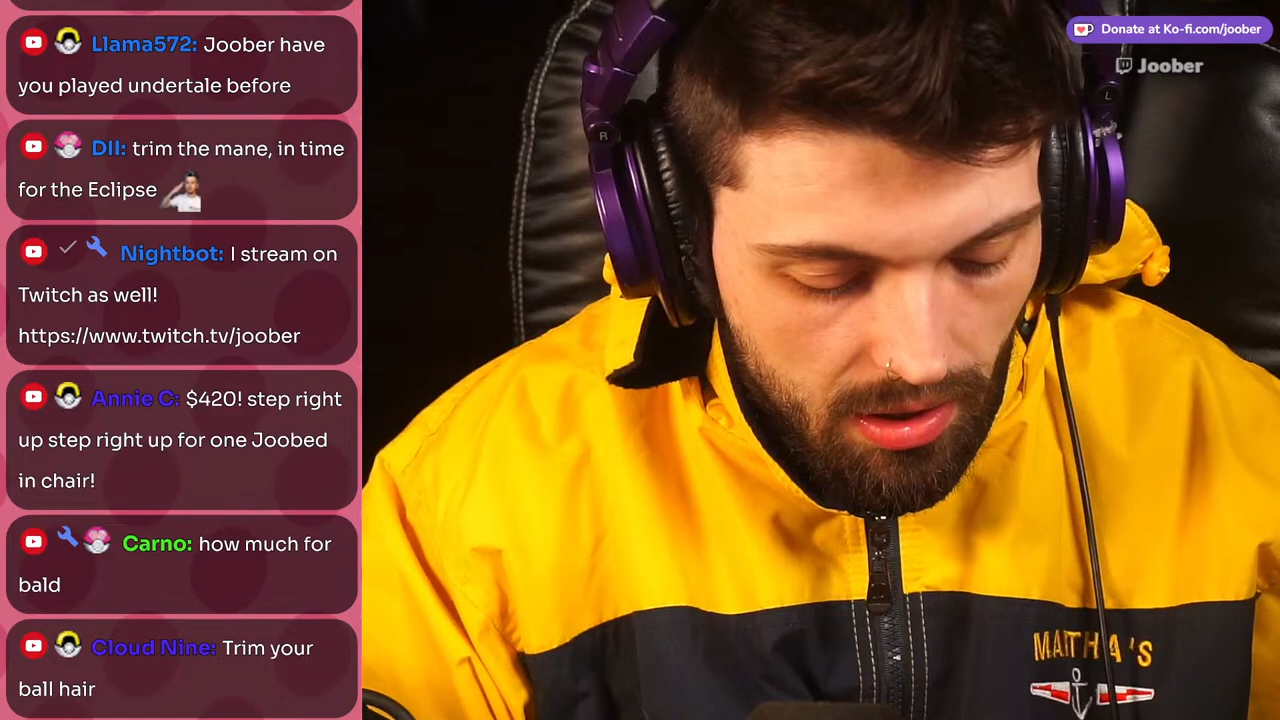 Llama572: Joober have
you played undertale before
Dll: trim the mane, in time
for the Eclipse
Nightbot: I stream on
Twitch as well!
https://www.twitch.tv/joober
Annie C: $420! step right
up step right up for one Joobed
in chair!
Carno: how much for
bald
Cloud Nine: Trim your
ball hair
Donate at Ko-fi.com/joober
Joober
R
L